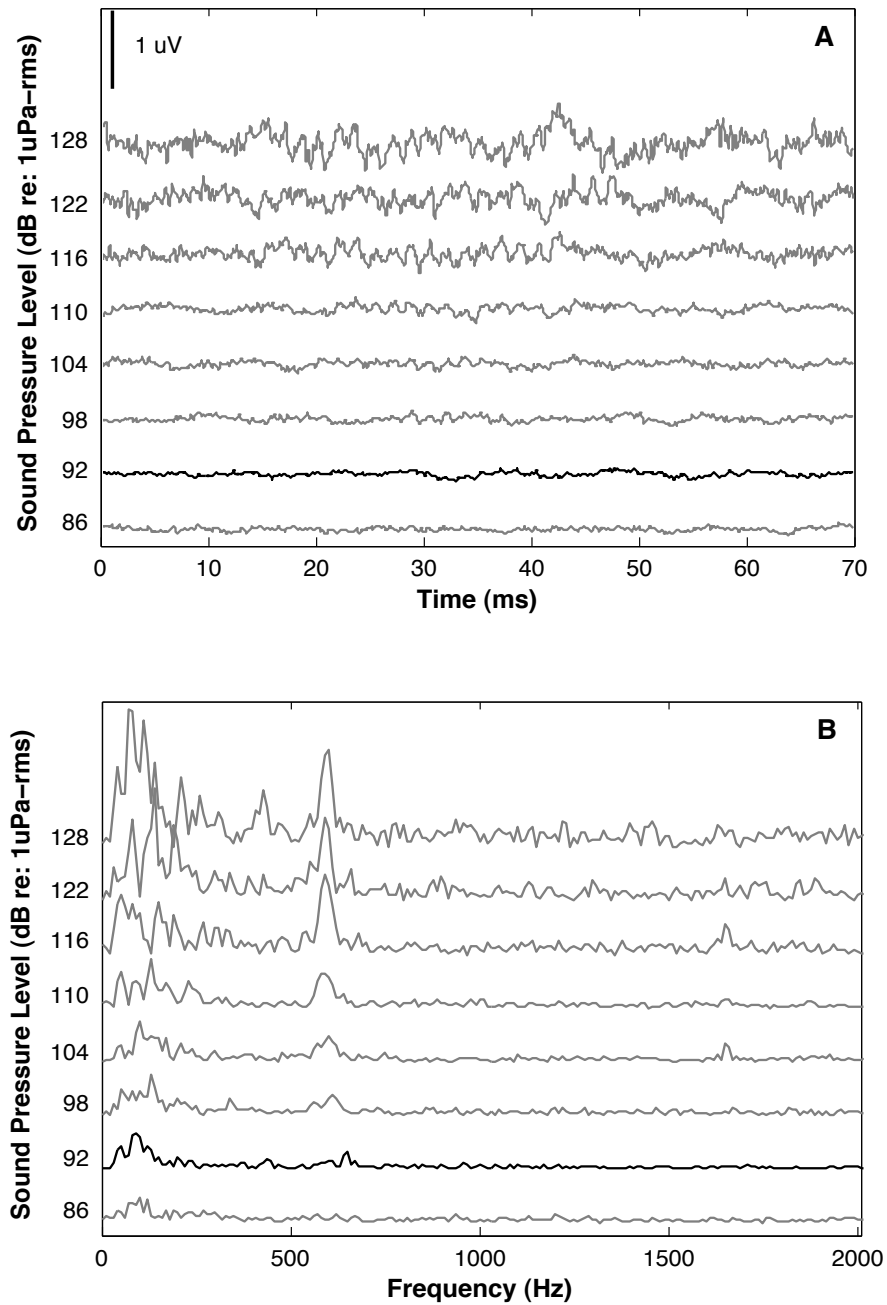 A
1 uV
Sound Pressure Level (dB re: 1uPa–rms)
128
122
116
110
104
98
92
86
0 10 20 30 40 50 60 70
Time (ms)
B
Sound Pressure Level (dB re: 1uPa–rms)
128
122
116
110
104
98
92
86
0 500 1000 1500 2000
Frequency (Hz)